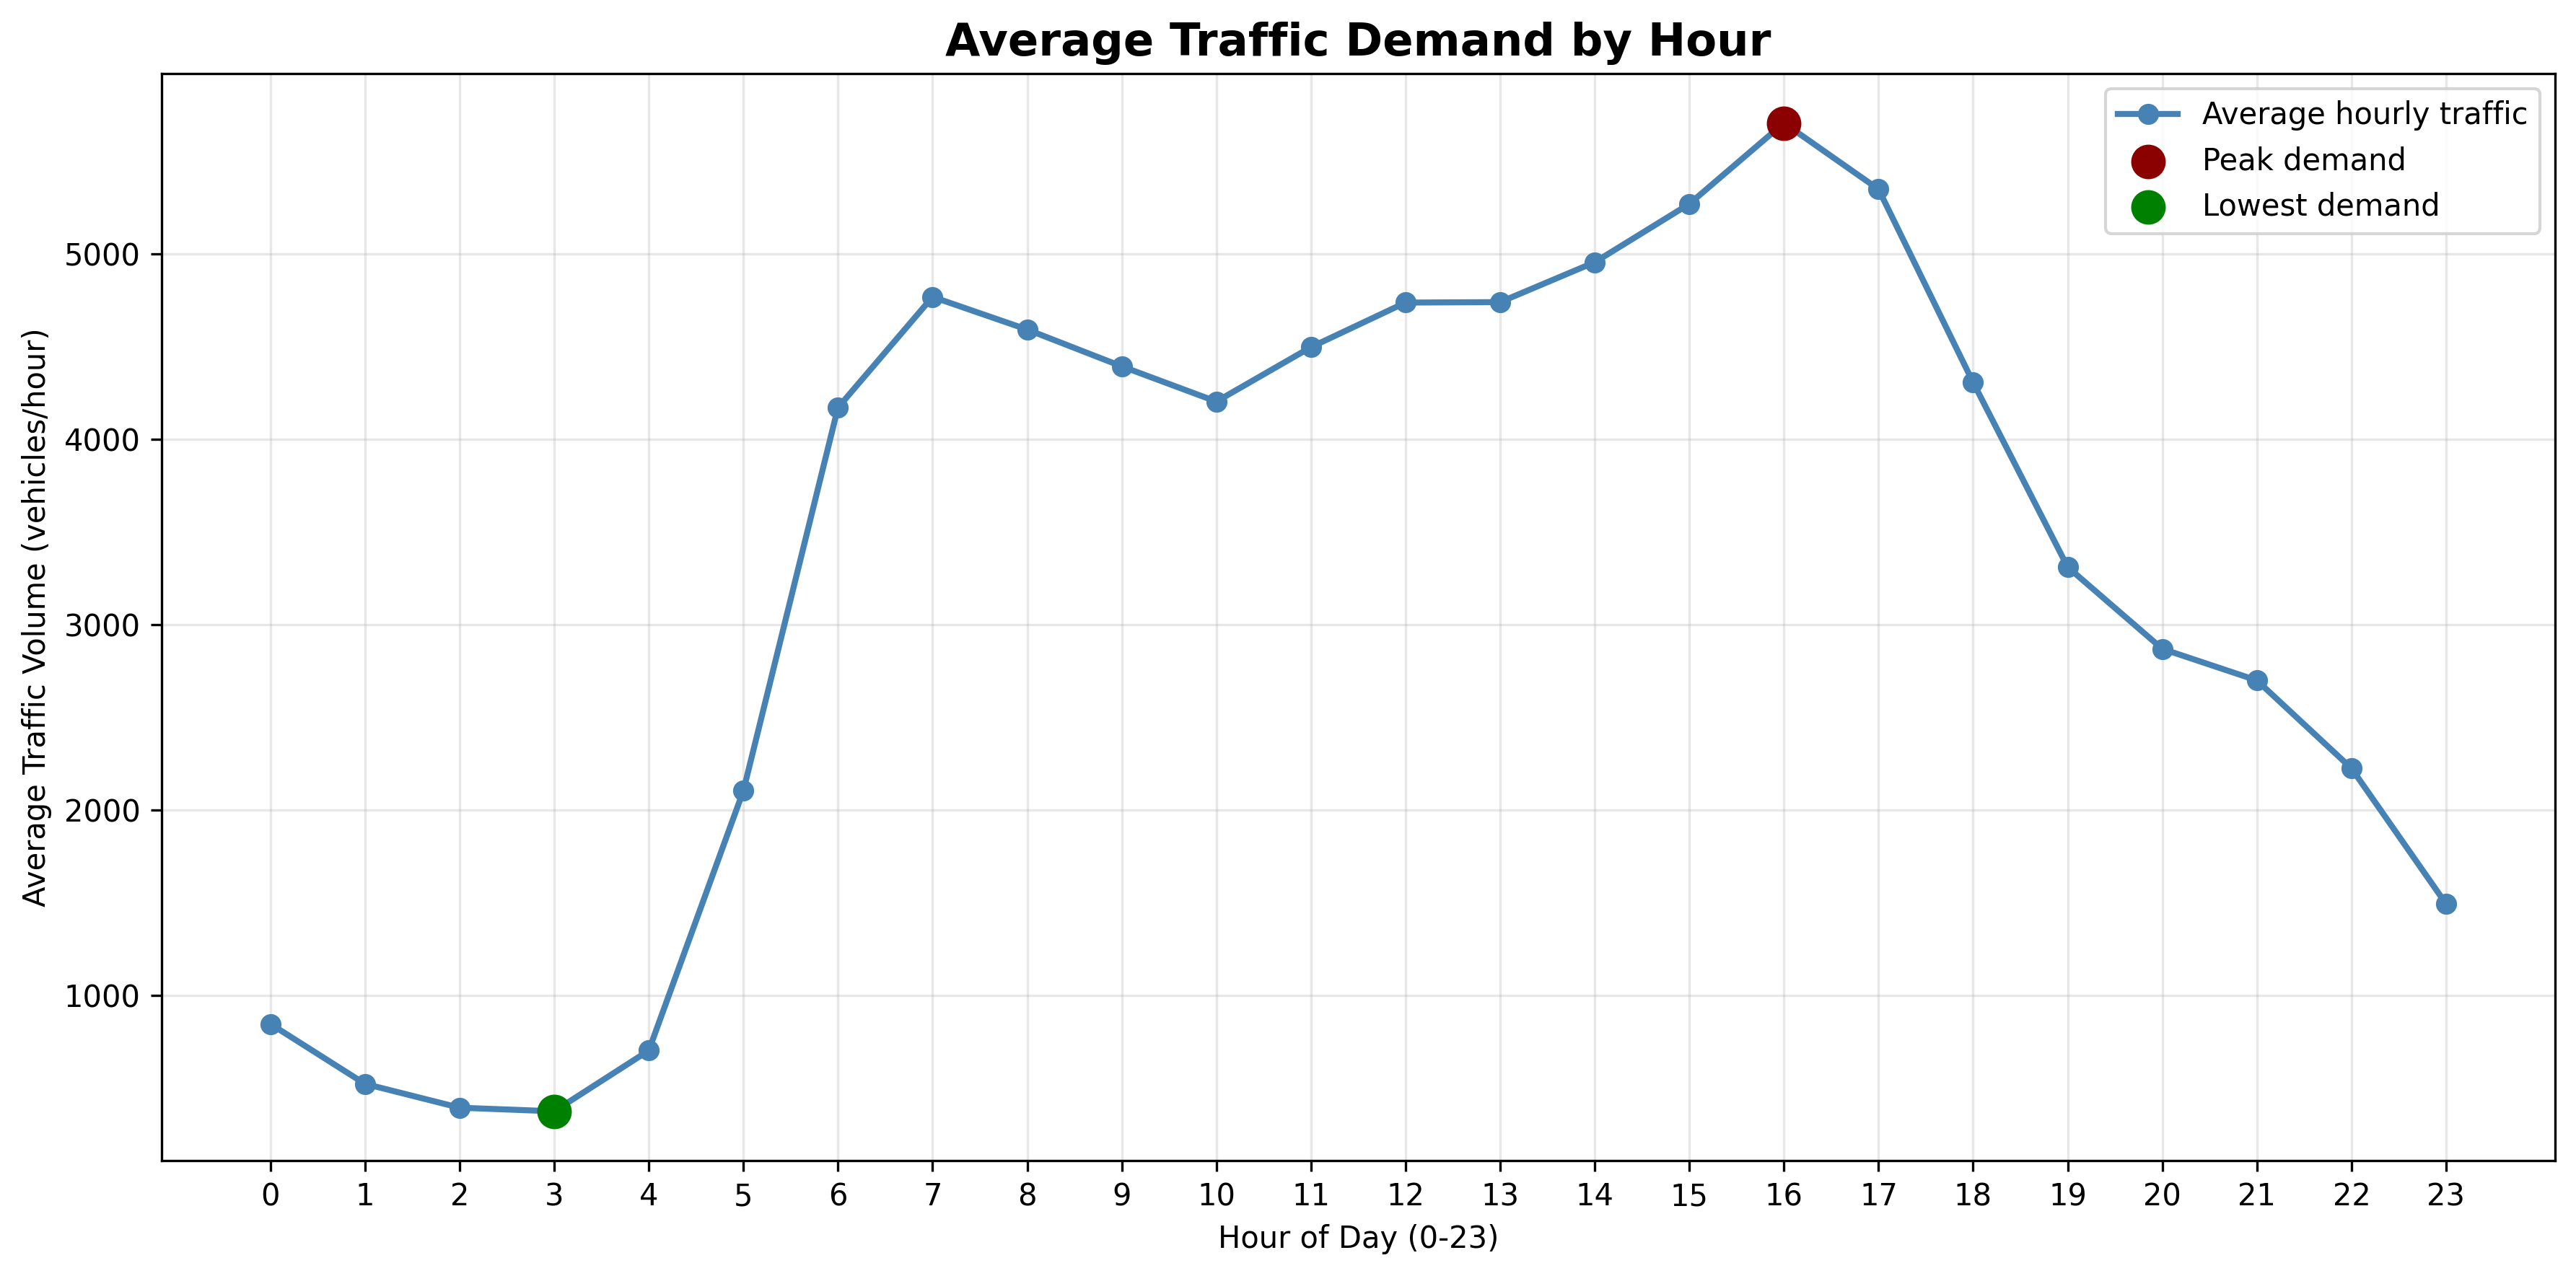 Average Traffic Demand by Hour
Average hourly traffic
Peak demand
Lowest demand
Average Traffic Volume (vehicles/hour)
5000
4000
3000
2000
1000
0 1 2 3 4 5 6 7 8 9 10 11 12 13 14 15 16 17 18 19 20 21 22 23
Hour of Day (0-23)